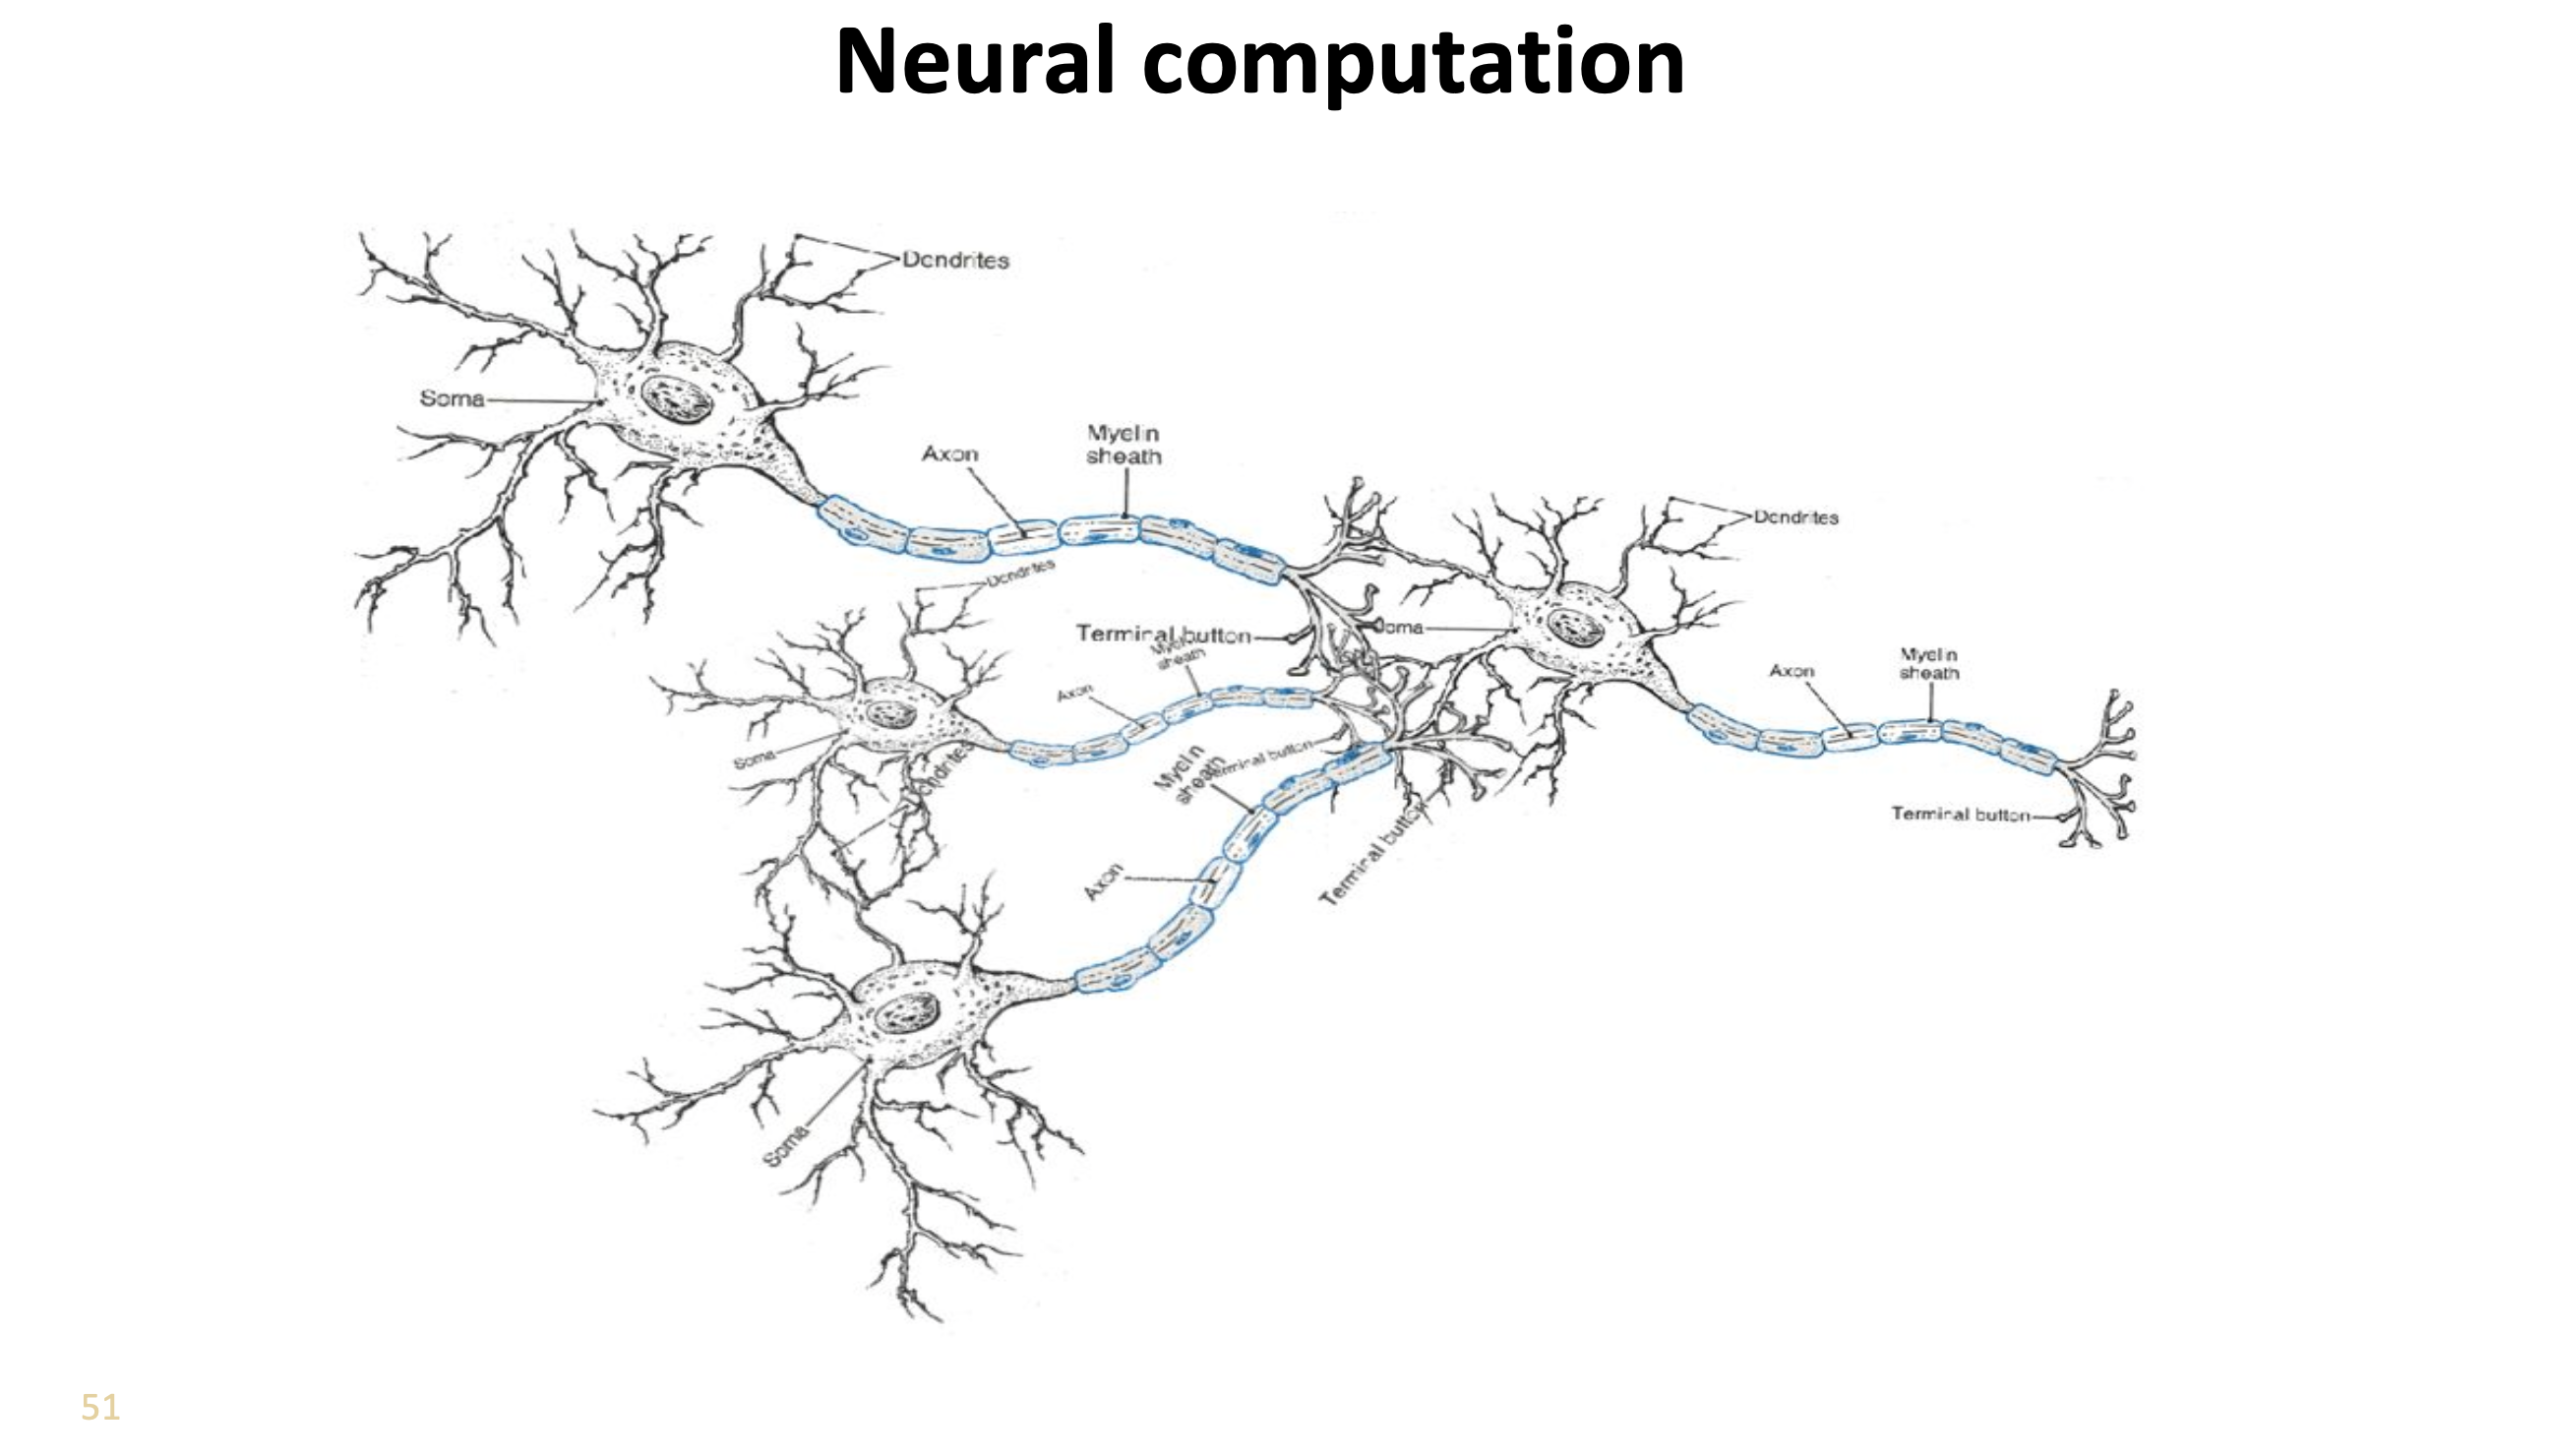 Neural computation
Dendrites
Soma
Axon
Myelin
sheath
Dendrites
Dendrites
Terminal button
Soma
Myelin
sheath
Axon
Axon
Myelin
sheath
Soma
Terminal button
Myelin
sheath
Terminal button
Dendrites
Axon
Terminal button
Soma
51